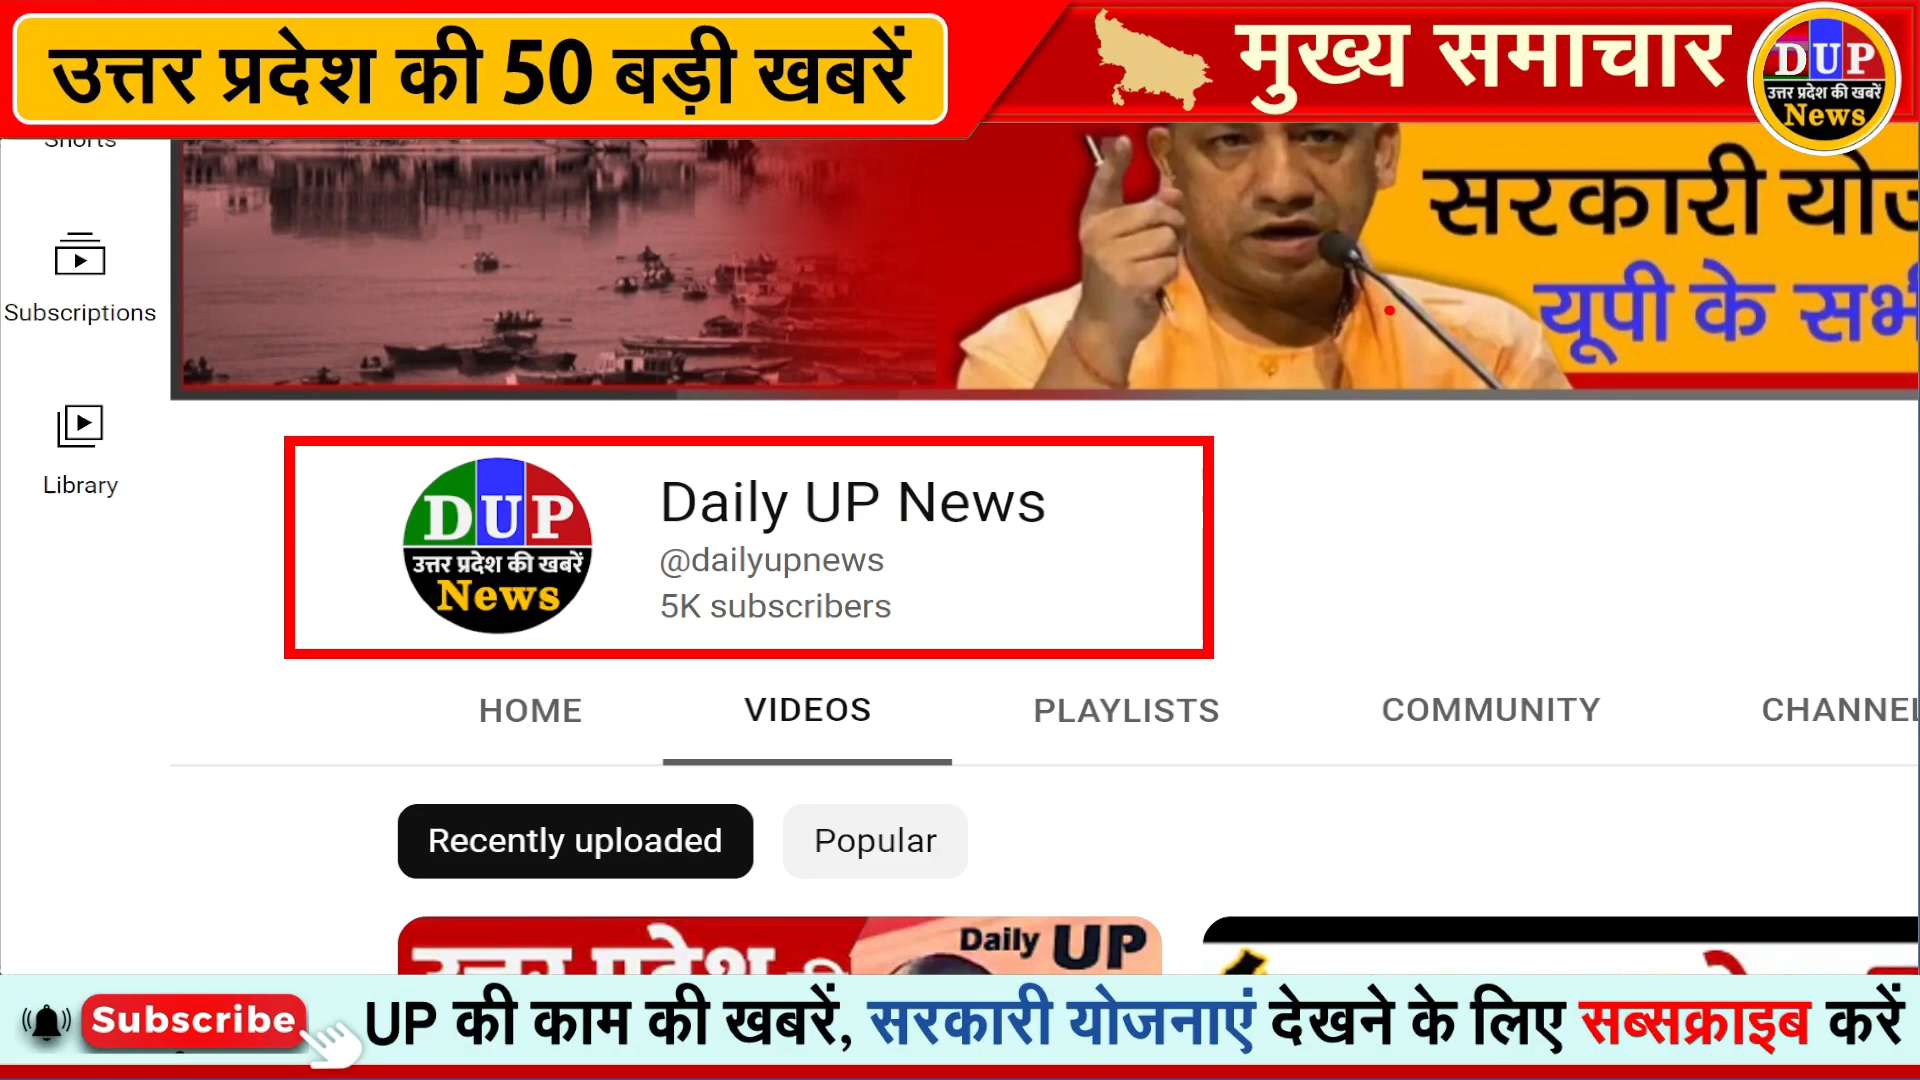 उत्तर प्रदेश की 50 बड़ी खबरें
मुख्य समाचार
DUP
उत्तर प्रदेश की खबरें
News
Shorts
सरकारी
यूपी के
Subscriptions
Library
DUP
उत्तर प्रदेश की खबरें
News
Daily UP News
@dailyupnews
5K subscribers
HOME VIDEOS PLAYLISTS COMMUNITY
Recently uploaded Popular
Daily UP
Subscribe
UP की काम की खबरें, सरकारी योजनाएं देखने के लिए सब्सक्राइब करें